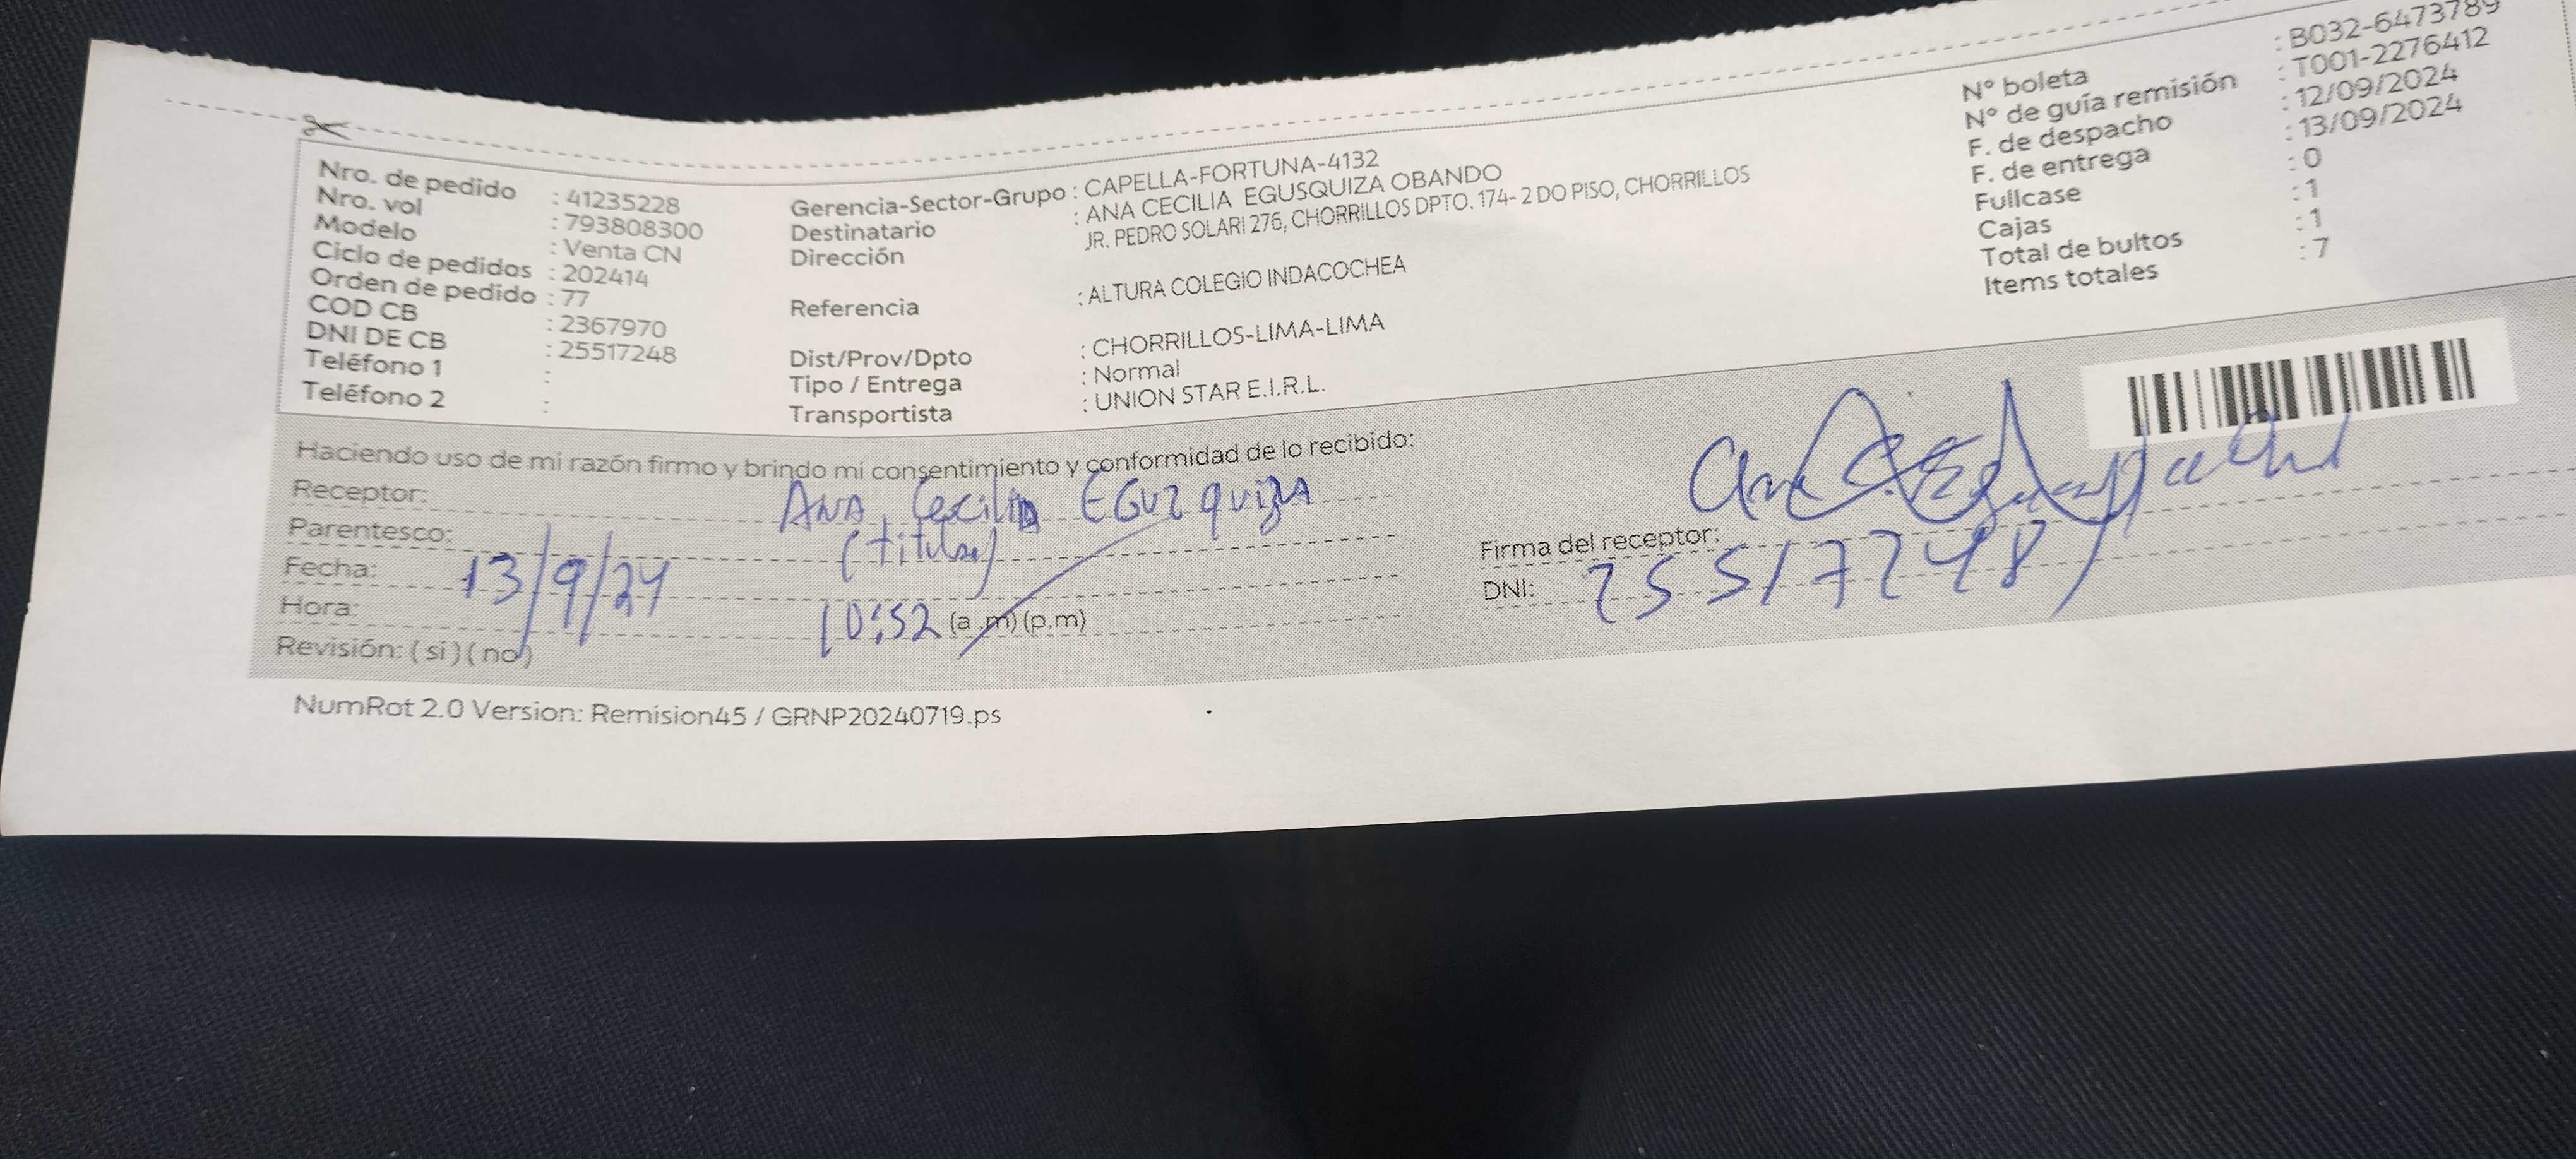 Nro. de pedido : 41235228
Nro. vol : 793808300
Modelo : Venta CN
Ciclo de pedidos : 202414
Orden de pedido : 77
COD CB : 2367970
DNI DE CB : 25517248
Teléfono 1 :
Teléfono 2 :
Gerencia-Sector-Grupo : CAPELLA-FORTUNA-4132
Destinatario : ANA CECILIA EGUSQUIZA OBANDO
Dirección JR. PEDRO SOLARI 276, CHORRILLOS DPTO. 174- 2 DO PISO, CHORRILLOS
Referencia : ALTURA COLEGIO INDACOCHEA
Dist/Prov/Dpto : CHORRILLOS-LIMA-LIMA
Tipo / Entrega : Normal
Transportista : UNION STAR E.I.R.L.
N° boleta : B032-6473789
N° de guía remisión : T001-2276412
F. de despacho : 12/09/2024
F. de entrega : 13/09/2024
Fullcase : 0
Cajas : 1
Total de bultos : 1
Items totales : 7
Haciendo uso de mi razón firmo y brindo mi consentimiento y conformidad de lo recibido:
Receptor: ANA Cecilia EGUZQUIZA
Parentesco: (titular)
Fecha: 13/9/24
Hora: 10:52 (a .m) (p.m)
Revisión: ( si ) ( no )
Firma del receptor:
DNI: 25517248
NumRot 2.0 Version: Remision45 / GRNP20240719.ps